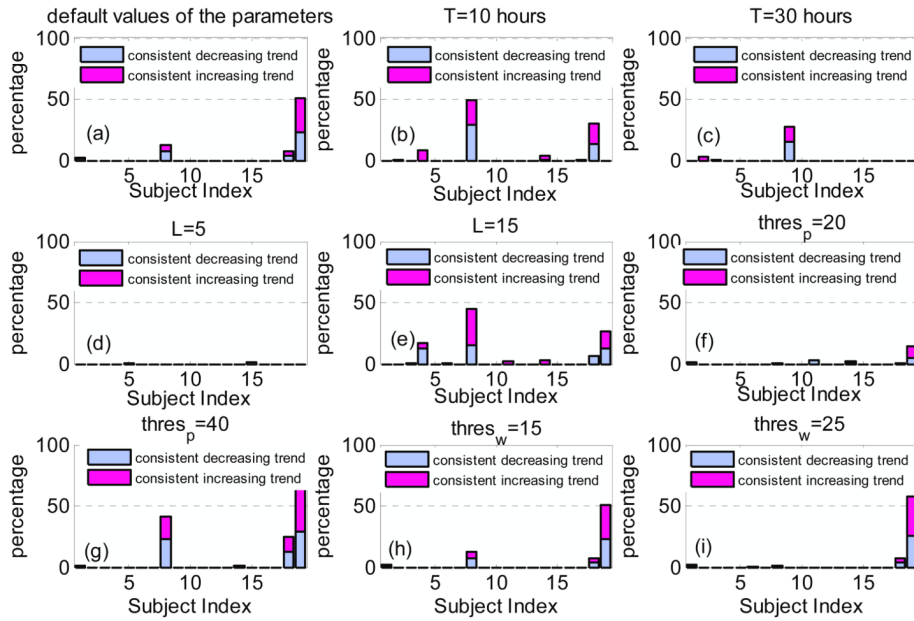 default values of the parameters
T=10 hours
T=30 hours
100
50
0
percentage
consistent decreasing trend
consistent increasing trend
(a)
5 10 15
Subject Index
100
50
0
percentage
consistent decreasing trend
consistent increasing trend
(b)
5 10 15
Subject Index
100
50
0
percentage
consistent decreasing trend
consistent increasing trend
(c)
5 10 15
Subject Index
L=5
L=15
thres_p=20
100
50
0
percentage
consistent decreasing trend
consistent increasing trend
(d)
5 10 15
Subject Index
100
50
0
percentage
consistent decreasing trend
consistent increasing trend
(e)
5 10 15
Subject Index
100
50
0
percentage
consistent decreasing trend
consistent increasing trend
(f)
5 10 15
Subject Index
thres_p=40
thres_w=15
thres_w=25
100
50
0
percentage
consistent decreasing trend
consistent increasing trend
(g)
5 10 15
Subject Index
100
50
0
percentage
consistent decreasing trend
consistent increasing trend
(h)
5 10 15
Subject Index
100
50
0
percentage
consistent decreasing trend
consistent increasing trend
(i)
5 10 15
Subject Index